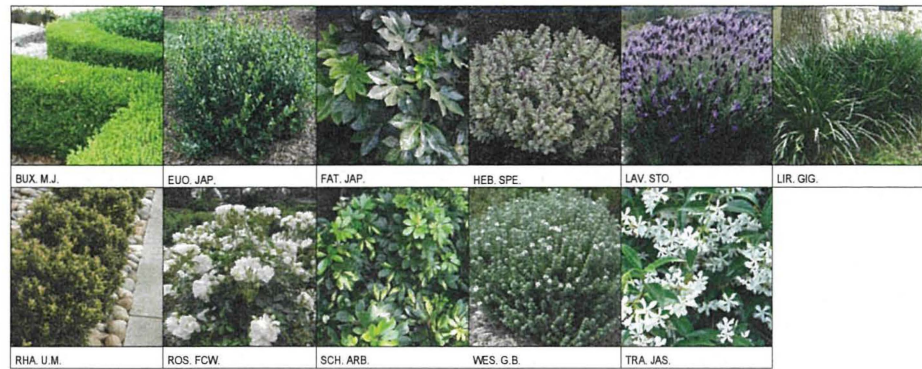 BUX. M.J.
EUO. JAP.
FAT. JAP.
HEB. SPE.
LAV. STO.
LIR. GIG.
RHA. U.M.
ROS. FCW.
SCH. ARB.
WES. G.B.
TRA. JAS.